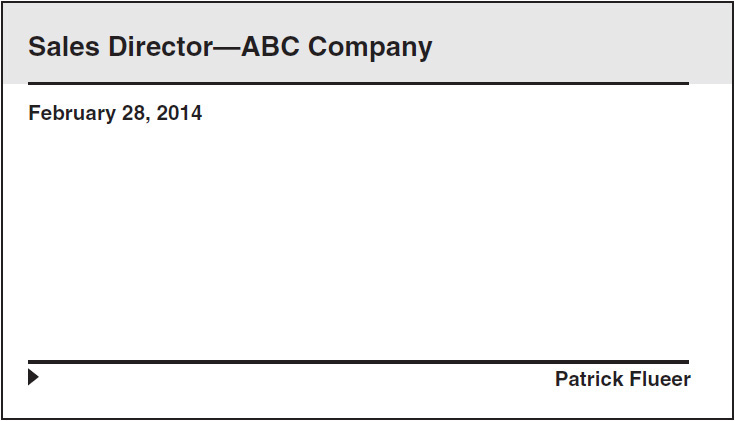 Sales Director—ABC Company
February 28, 2014
Patrick Flueer